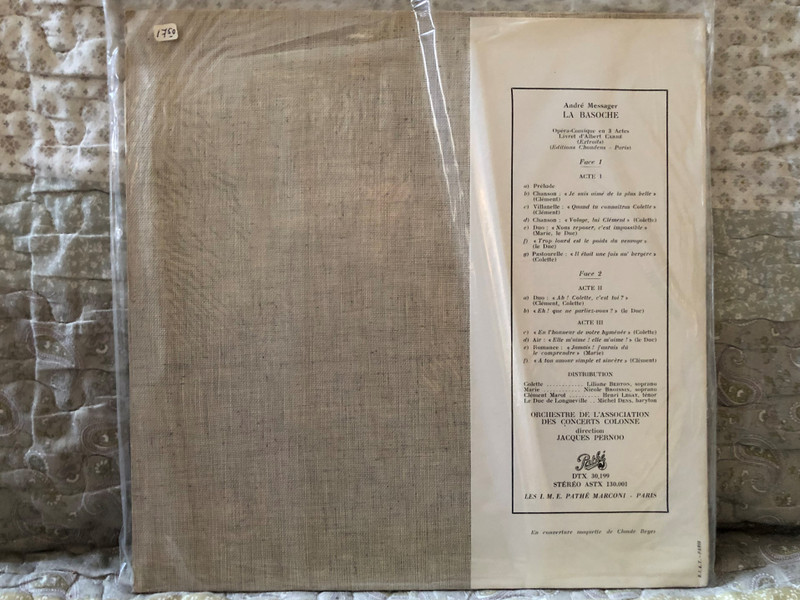 1750
André Messager
LA BASOCHE
Opéra-Comique en 3 Actes
Livret d'Albert CARRÉ
(Extraits)
(Editions Choudens - Paris)
Face 1
ACTE I
a) Prélude
b) Chanson : « Je suis aimé de la plus belle »
(Clément)
c) Villanelle : « Quand tu connaîtras Colette »
(Clément)
d) Chanson : « Volage, lui Clément » (Colette)
e) Duo : « Nous reposer, c'est impossible »
(Marie, le Duc)
f) « Trop lourd est le poids du veuvage »
(le Duc)
g) Pastourelle : « Il était une fois un' bergère »
(Colette)
Face 2
ACTE II
a) Duo : « Ah ! Colette, c'est toi ? »
(Clément, Colette)
b) « Eh ! que ne parliez-vous ? » (le Duc)
ACTE III
c) « En l'honneur de notre hyménée » (Colette)
d) Air : « Elle m'aime ! elle m'aime ! » (le Duc)
e) Romance : « Jamais ! j'aurais dû
le comprendre » (Marie)
f) « A ton amour simple et sincère » (Clément)
DISTRIBUTION
Colette ............ Liliane BERTON, soprano
Marie ............ Nicole BROISSIN, soprano
Clément Marot .......... Henri LEGAY, ténor
Le Duc de Longueville .. Michel DENS, baryton
ORCHESTRE DE L'ASSOCIATION
DES CONCERTS COLONNE
direction
JACQUES PERNOO
Pathé
DTX 30.199
STÉRÉO ASTX 130.001
LES I. M. E. PATHÉ MARCONI - PARIS
En couverture maquette de Claude Reyes